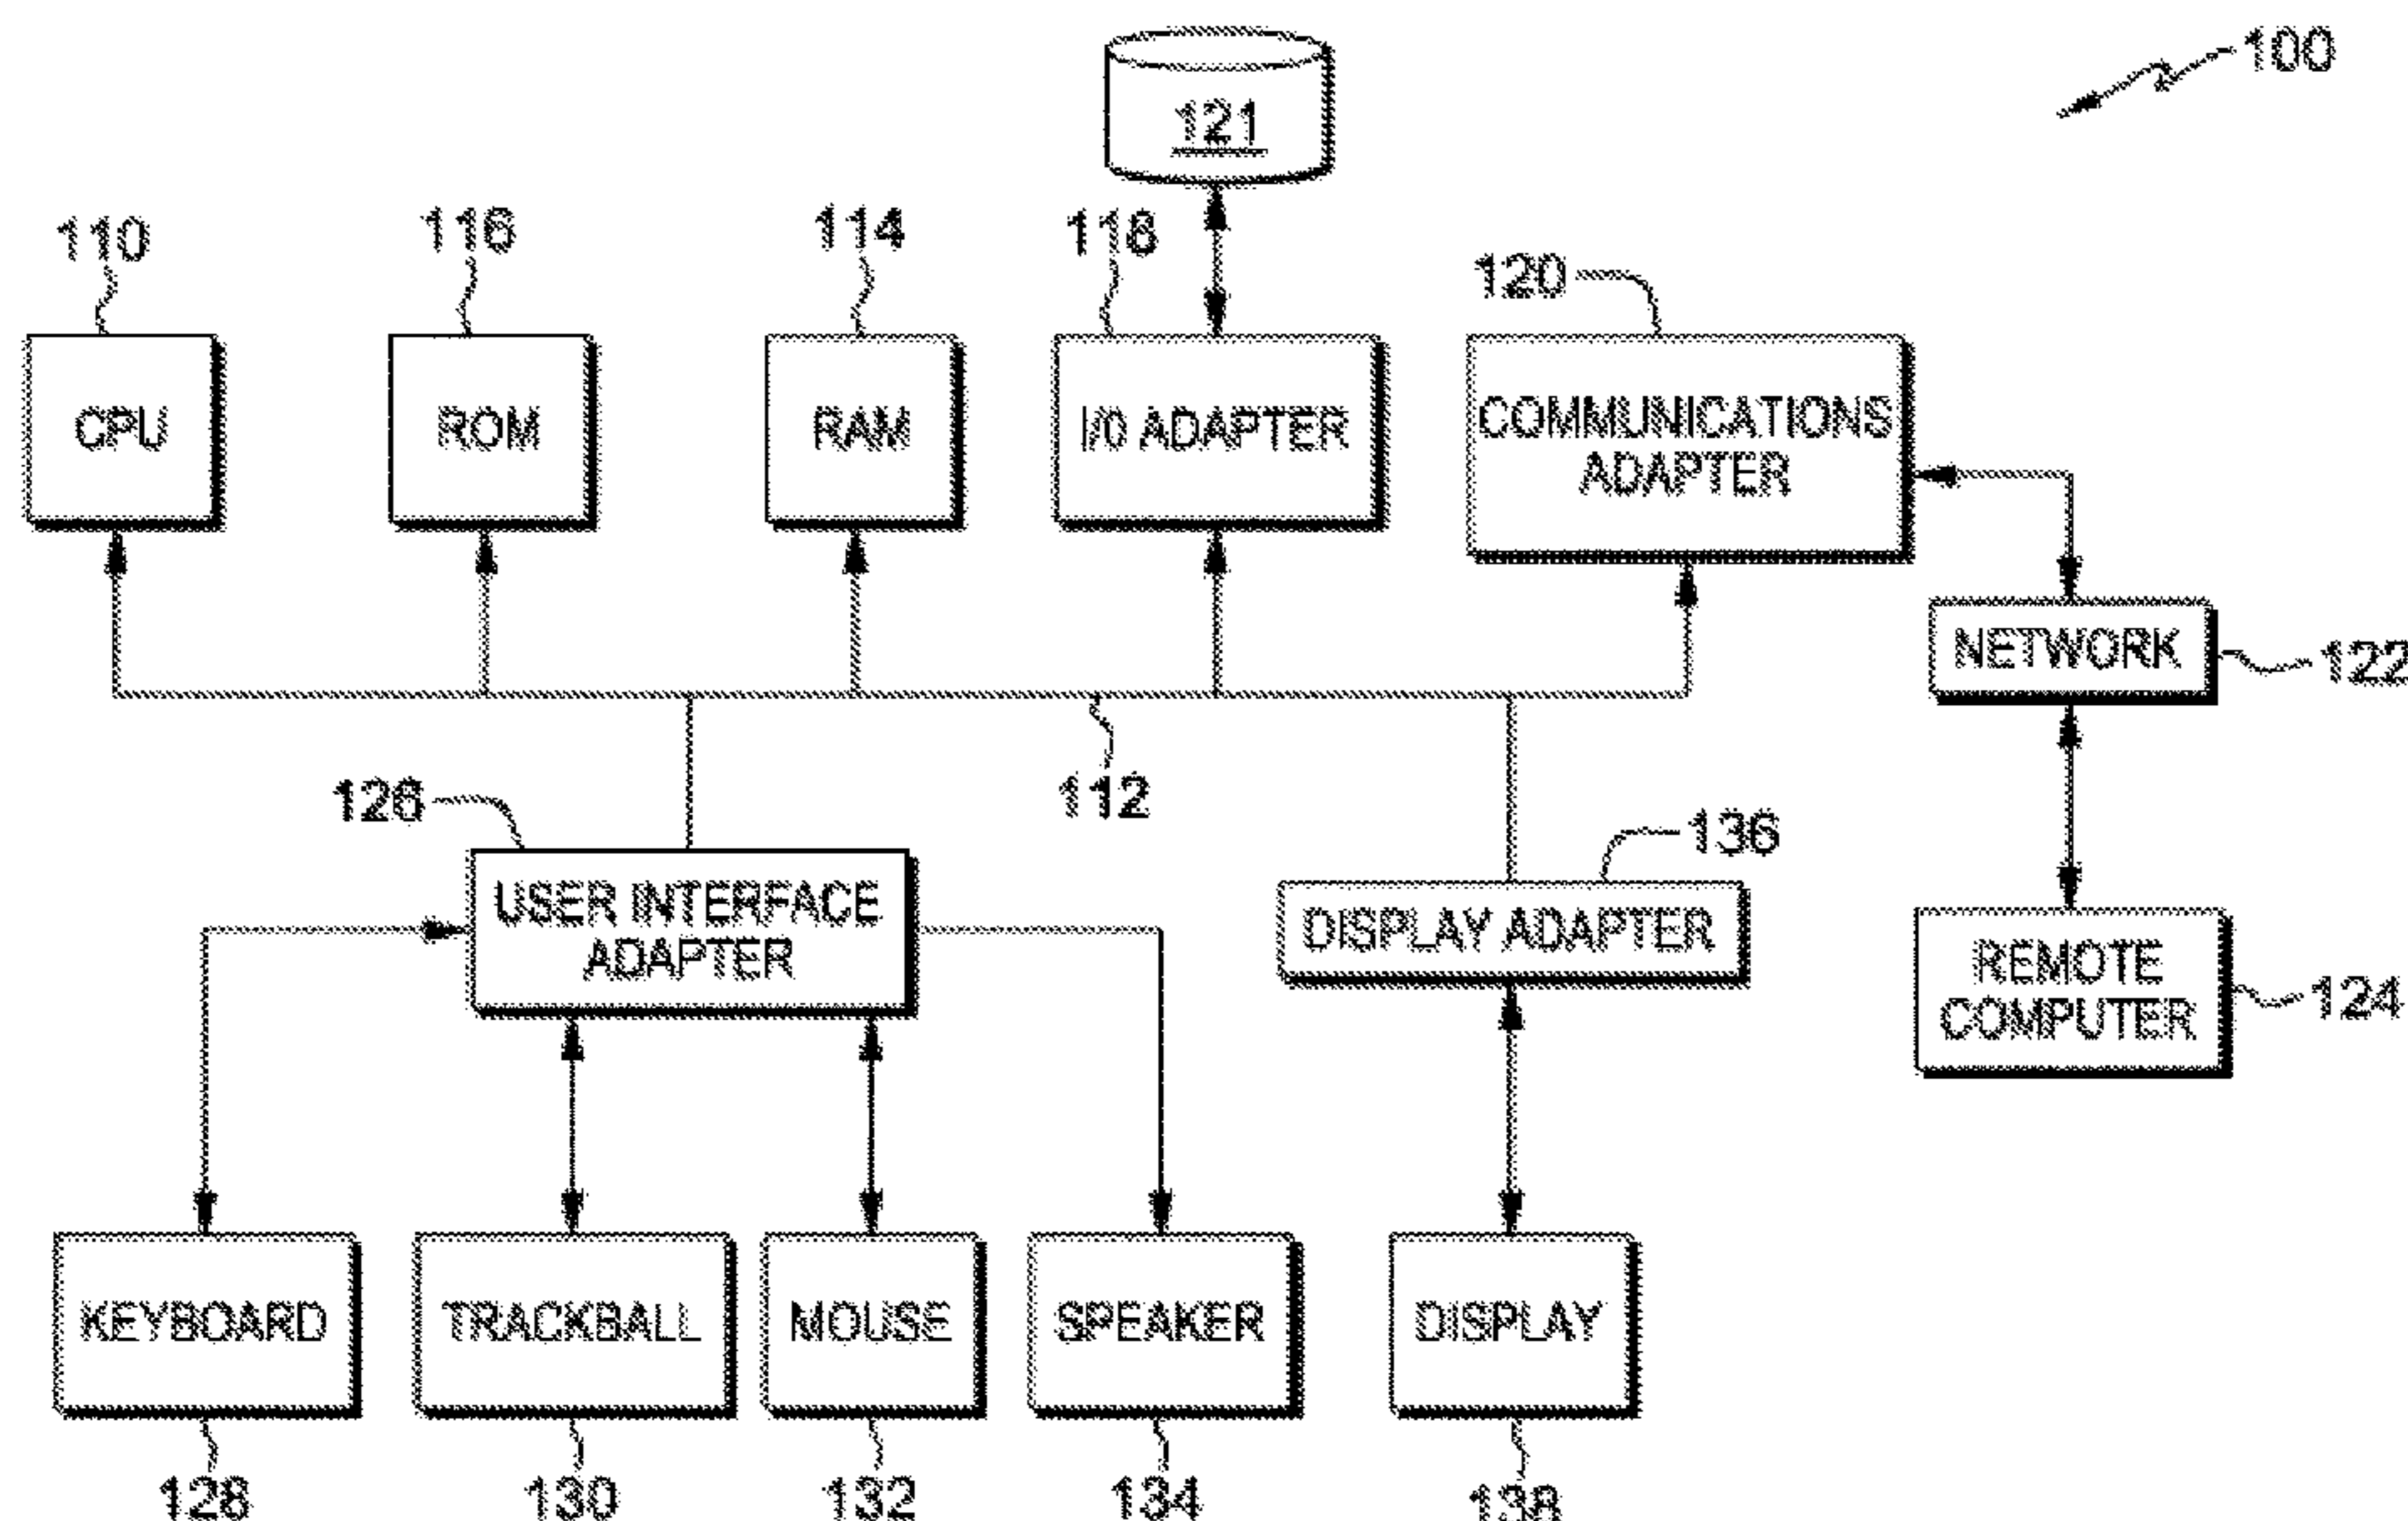 100
121
110
116
114
118
120
CPU
ROM
RAM
I/O ADAPTER
COMMUNICATIONS
ADAPTER
NETWORK
122
112
126
136
USER INTERFACE
ADAPTER
DISPLAY ADAPTER
REMOTE
COMPUTER
124
KEYBOARD
TRACKBALL
MOUSE
SPEAKER
DISPLAY
128
130
132
134
138